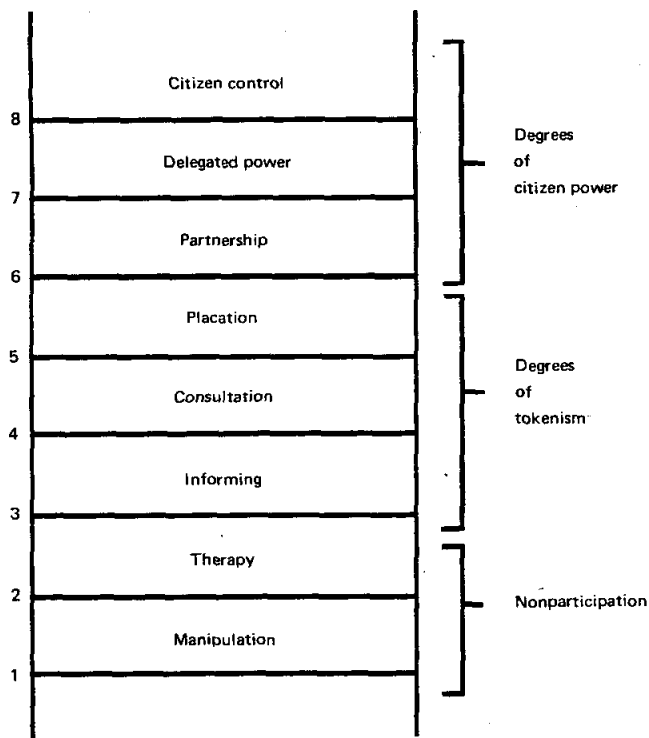 Citizen control
8
Delegated power
7
Partnership
6
Placation
5
Consultation
4
Informing
3
Therapy
2
Manipulation
1
Degrees
of
citizen power
Degrees
of
tokenism
Nonparticipation